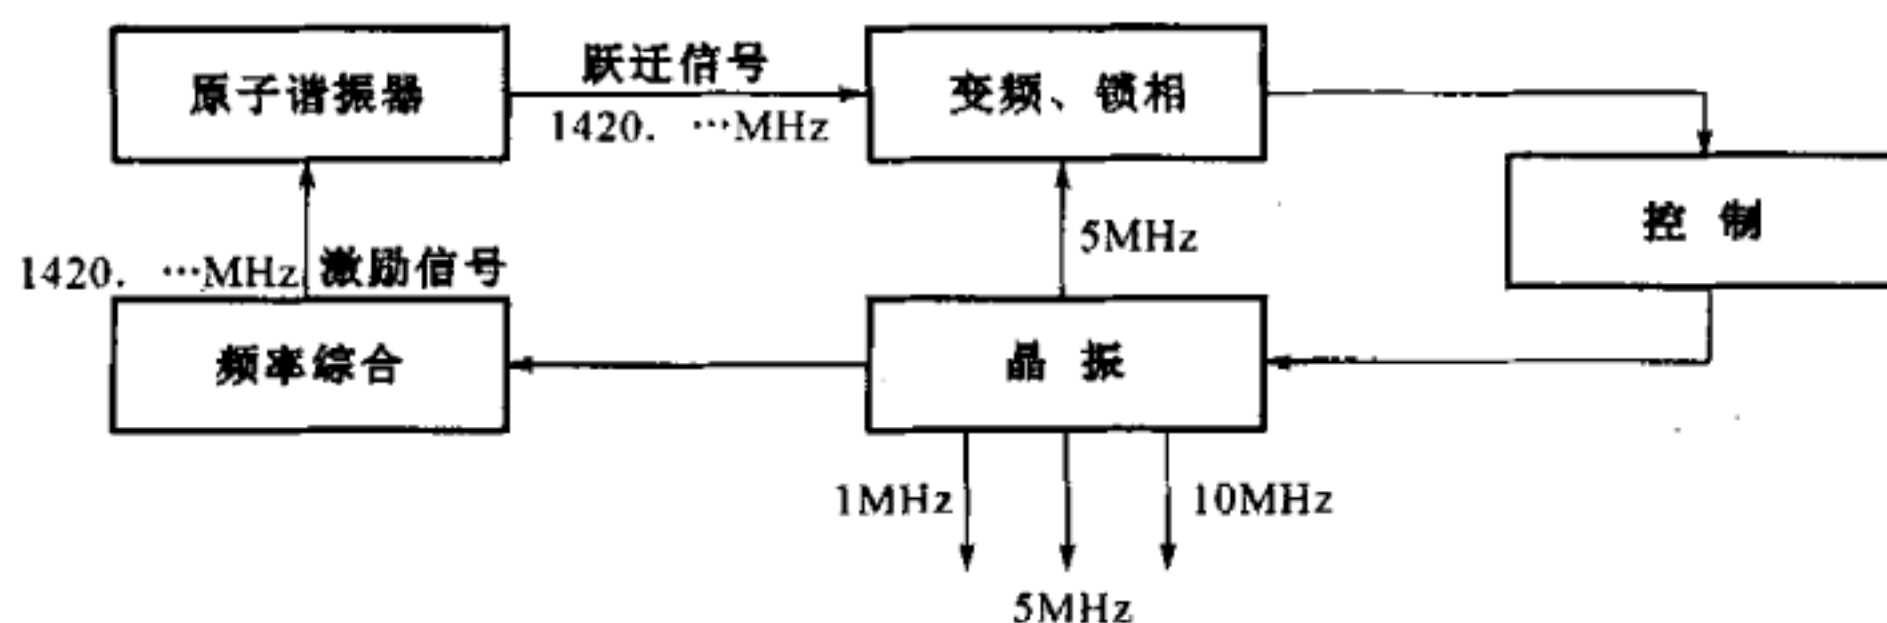 原子谐振器
跃迁信号
1420. …MHz
变频、锁相
控 制
5MHz
1420. …MHz
激励信号
频率综合
晶 振
1MHz
10MHz
5MHz